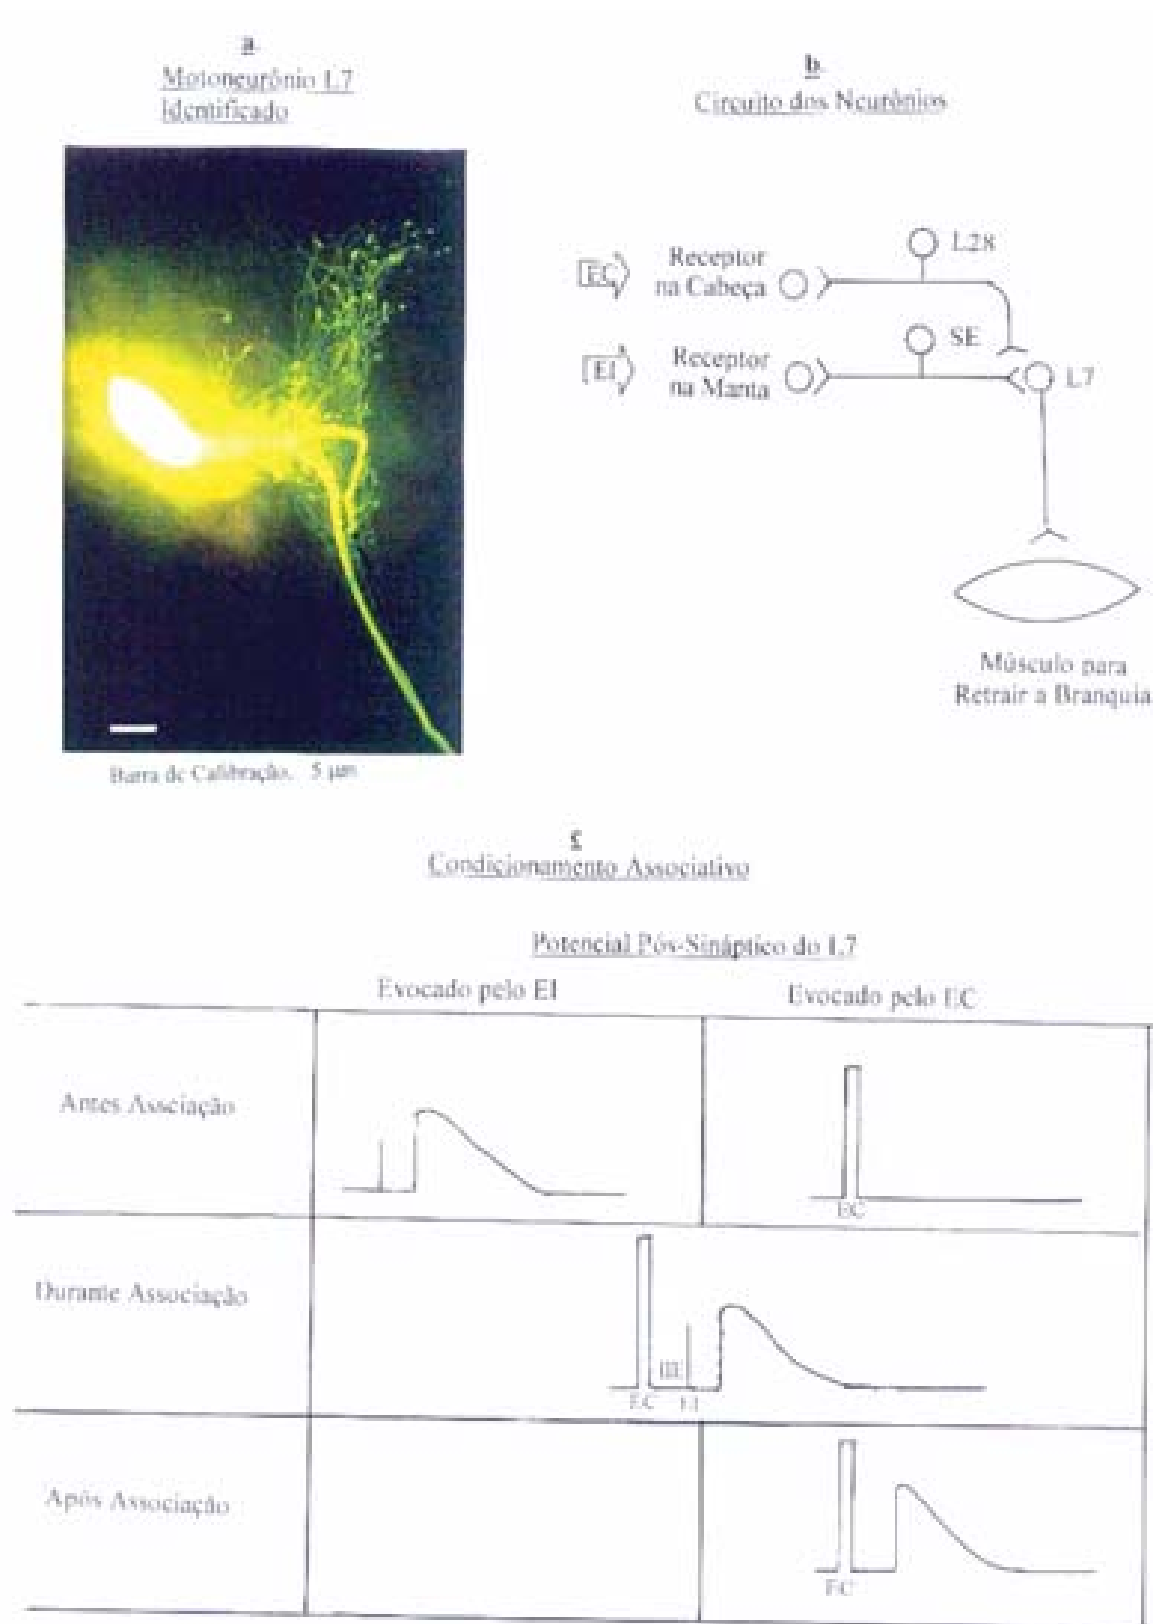 a
Motoneurônio L7
Identificado
b
Circuito dos Neurônios
EC
Receptor
na Cabeça
L28
EI
Receptor
na Manta
SE
L7
Músculo para
Retrair a Branquia
Barra de Calibração, 5 µm
c
Condicionamento Associativo
Potencial Pós-Sináptico do L7
Evocado pelo EI
Evocado pelo EC
Antes Assciação
EC
Durante Associação
IIE
EC EI
Após Associação
EC